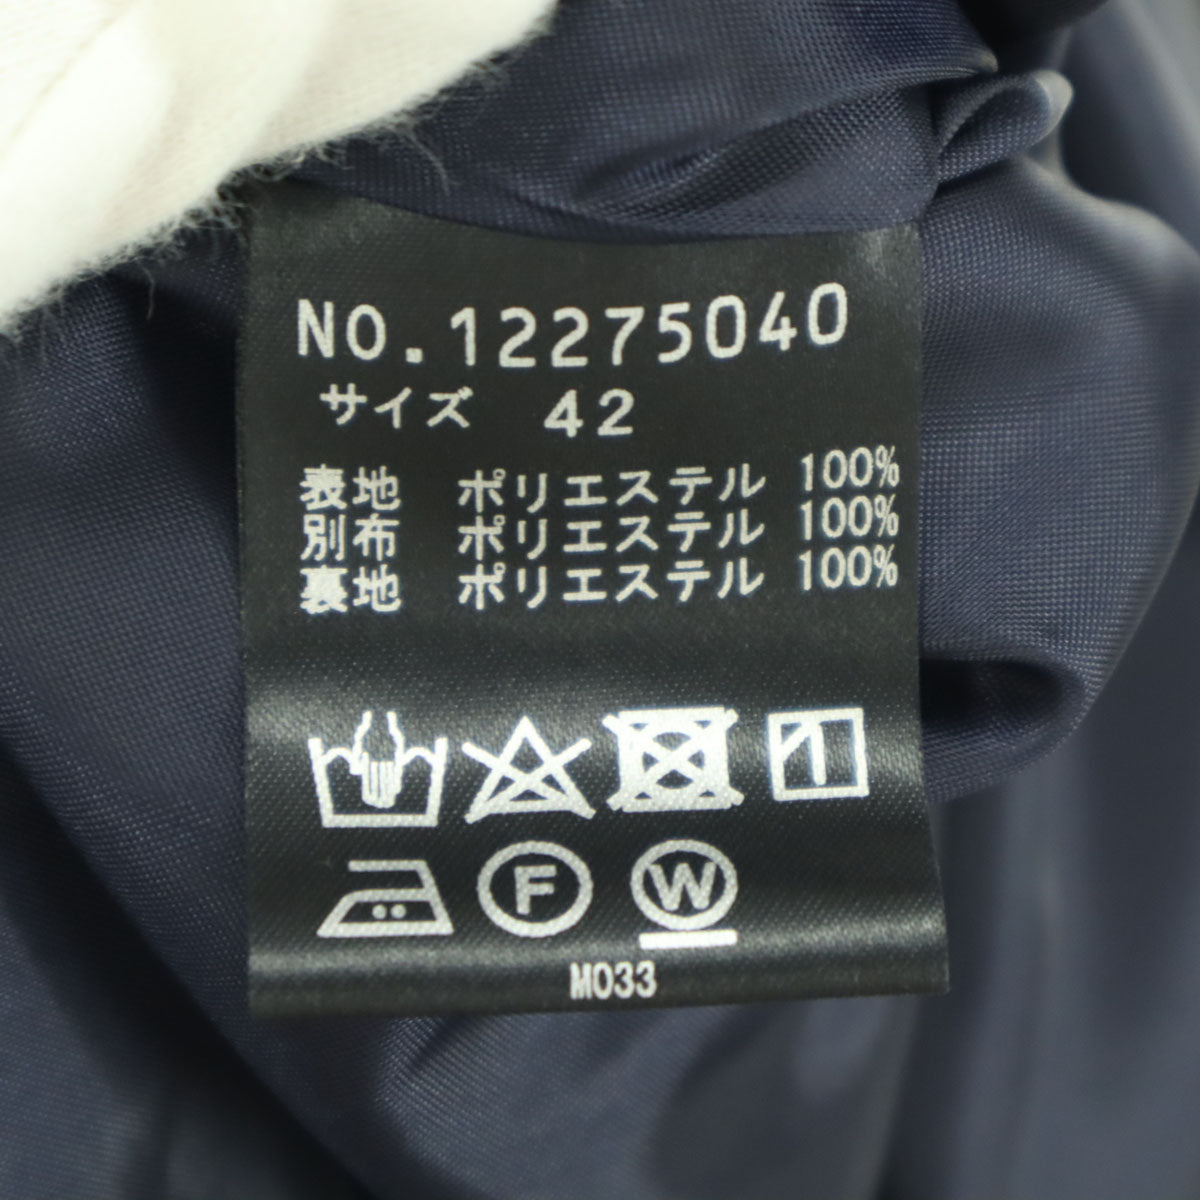 NO.12275040
サイズ 42
表地 ポリエステル 100%
別布 ポリエステル 100%
裏地 ポリエステル 100%
F W
M033